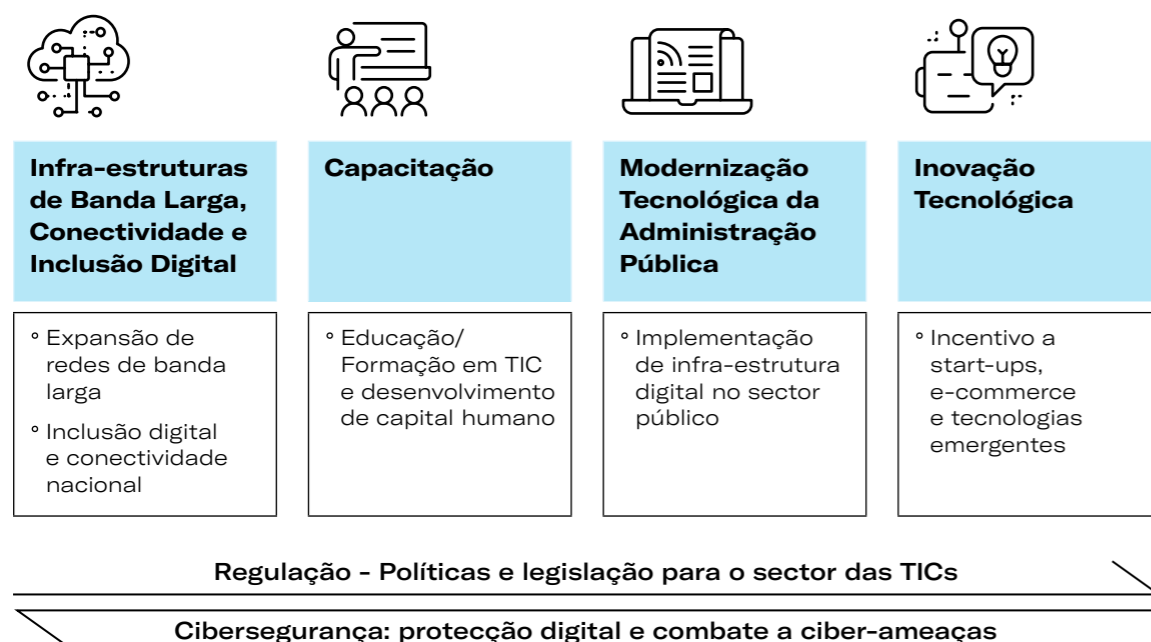 Infra-estruturas
de Banda Larga,
Conectividade e
Inclusão Digital
Capacitação
Modernização
Tecnológica da
Administração
Pública
Inovação
Tecnológica
° Expansão de
redes de banda
larga
° Inclusão digital
e conectividade
nacional
° Educação/
Formação em TIC
e desenvolvimento
de capital humano
° Implementação
de infra-estrutura
digital no sector
público
° Incentivo a
start-ups,
e-commerce
e tecnologias
emergentes
Regulação - Políticas e legislação para o sector das TICs
Cibersegurança: protecção digital e combate a ciber-ameaças